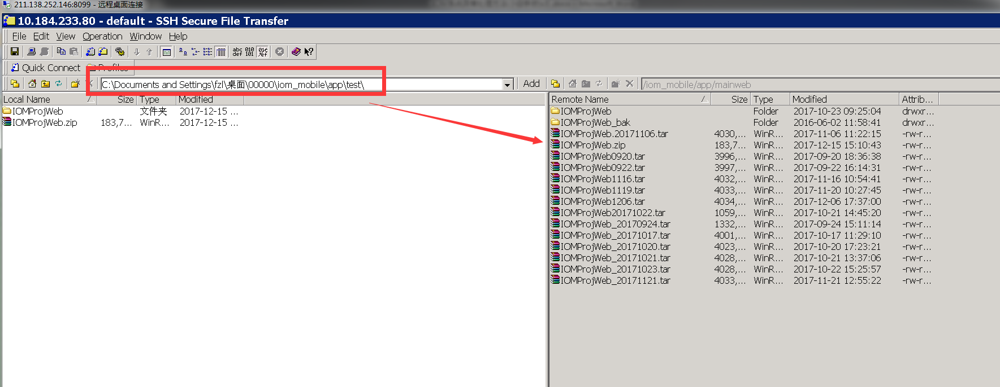 211.138.252.146:8099 - 远程桌面连接
10.184.233.80 - default - SSH Secure File Transfer
File Edit View Operation Window Help
Quick Connect Profiles
C:\Documents and Settings\fzl\桌面\00000\iom_mobile\app\test\ Add /iom_mobile/app/mainweb
Local Name Size Type Modified
IOMProjWeb 文件夹 2017-12-15 ...
IOMProjWeb.zip 183,7... WinR... 2017-12-15 ...
Remote Name Size Type Modified Attrib...
IOMProjWeb Folder 2017-10-23 09:25:04 drwxr...
IOMProjWeb_bak Folder 2016-06-02 11:58:41 drwxr...
IOMProjWeb.20171106.tar 4030,... WinR... 2017-11-06 11:22:15 -rw-r...
IOMProjWeb.zip 183,7... WinR... 2017-12-15 15:10:43 -rw-r...
IOMProjWeb0920.tar 3996,... WinR... 2017-09-20 18:36:38 -rw-r...
IOMProjWeb0922.tar 3997,... WinR... 2017-09-22 16:14:31 -rw-r...
IOMProjWeb1116.tar 4032,... WinR... 2017-11-16 10:54:41 -rw-r...
IOMProjWeb1119.tar 4033,... WinR... 2017-11-20 10:27:45 -rw-r...
IOMProjWeb1206.tar 4034,... WinR... 2017-12-06 17:37:00 -rw-r...
IOMProjWeb20171022.tar 1059,... WinR... 2017-10-21 14:45:20 -rw-r...
IOMProjWeb_20170924.tar 1332,... WinR... 2017-09-24 15:11:14 -rw-r...
IOMProjWeb_20171017.tar 4001,... WinR... 2017-10-17 11:29:10 -rw-r...
IOMProjWeb_20171020.tar 4023,... WinR... 2017-10-20 17:23:21 -rw-r...
IOMProjWeb_20171021.tar 4028,... WinR... 2017-10-21 13:37:06 -rw-r...
IOMProjWeb_20171023.tar 4028,... WinR... 2017-10-22 15:25:57 -rw-r...
IOMProjWeb_20171121.tar 4033,... WinR... 2017-11-21 12:55:22 -rw-r...